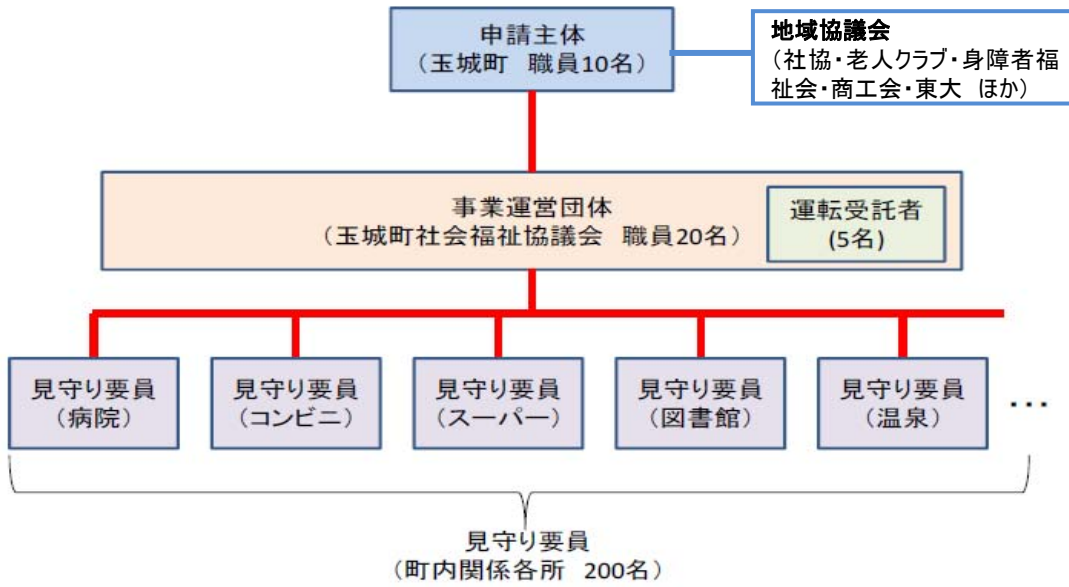 申請主体
(玉城町 職員10名)
地域協議会
(社協・老人クラブ・身障者福
祉会・商工会・東大 ほか)
事業運営団体
(玉城町社会福祉協議会 職員20名)
運転受託者
(5名)
見守り要員
(病院)
見守り要員
(コンビニ)
見守り要員
(スーパー)
見守り要員
(図書館)
見守り要員
(温泉)
・・・
見守り要員
(町内関係各所 200名)